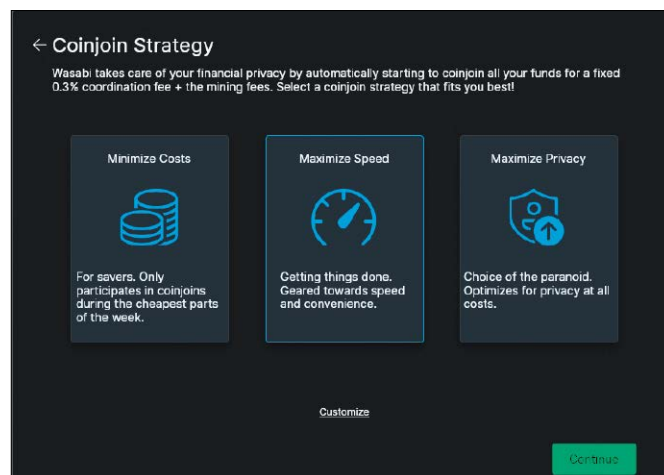 ← Coinjoin Strategy
Wasabi takes care of your financial privacy by automatically starting to coinjoin all your funds for a fixed
0.3% coordination fee + the mining fees. Select a coinjoin strategy that fits you best!
Minimize Costs
For savers. Only
participates in coinjoins
during the cheapest parts
of the week.
Maximize Speed
Getting things done.
Geared towards speed
and convenience.
Maximize Privacy
Choice of the paranoid.
Optimizes for privacy at all
costs.
Customize
Continue